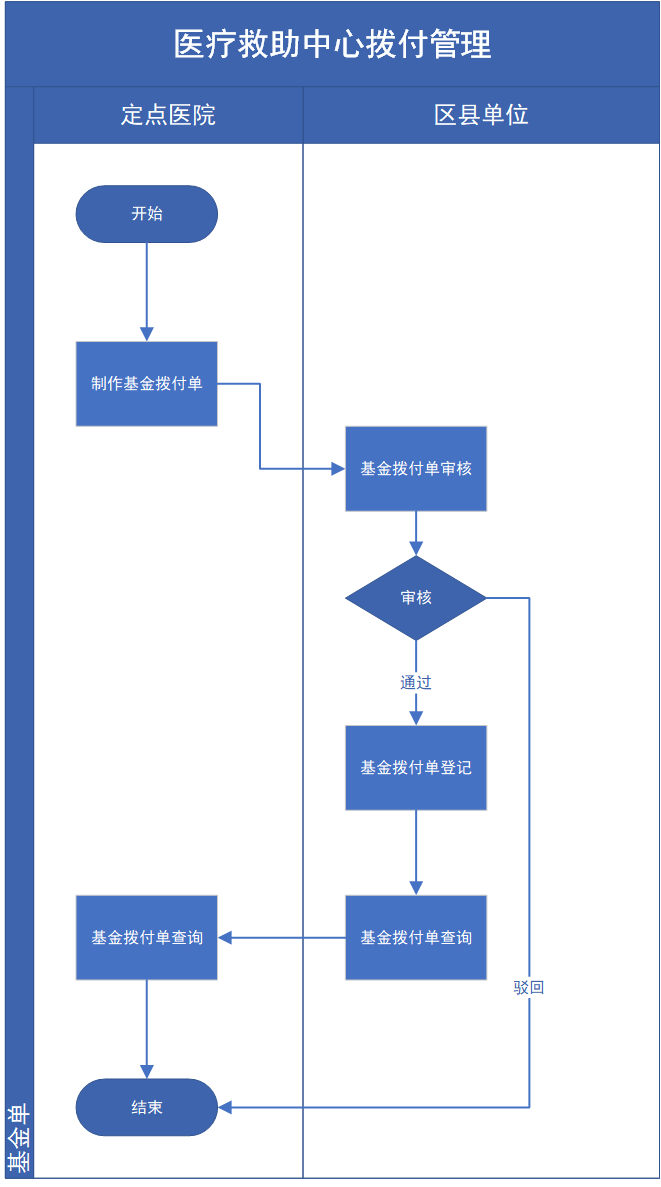 医疗救助中心拨付管理
定点医院
区县单位
开始
制作基金拨付单
基金拨付单审核
审核
通过
基金拨付单登记
基金拨付单查询
基金拨付单查询
驳回
结束
基金单